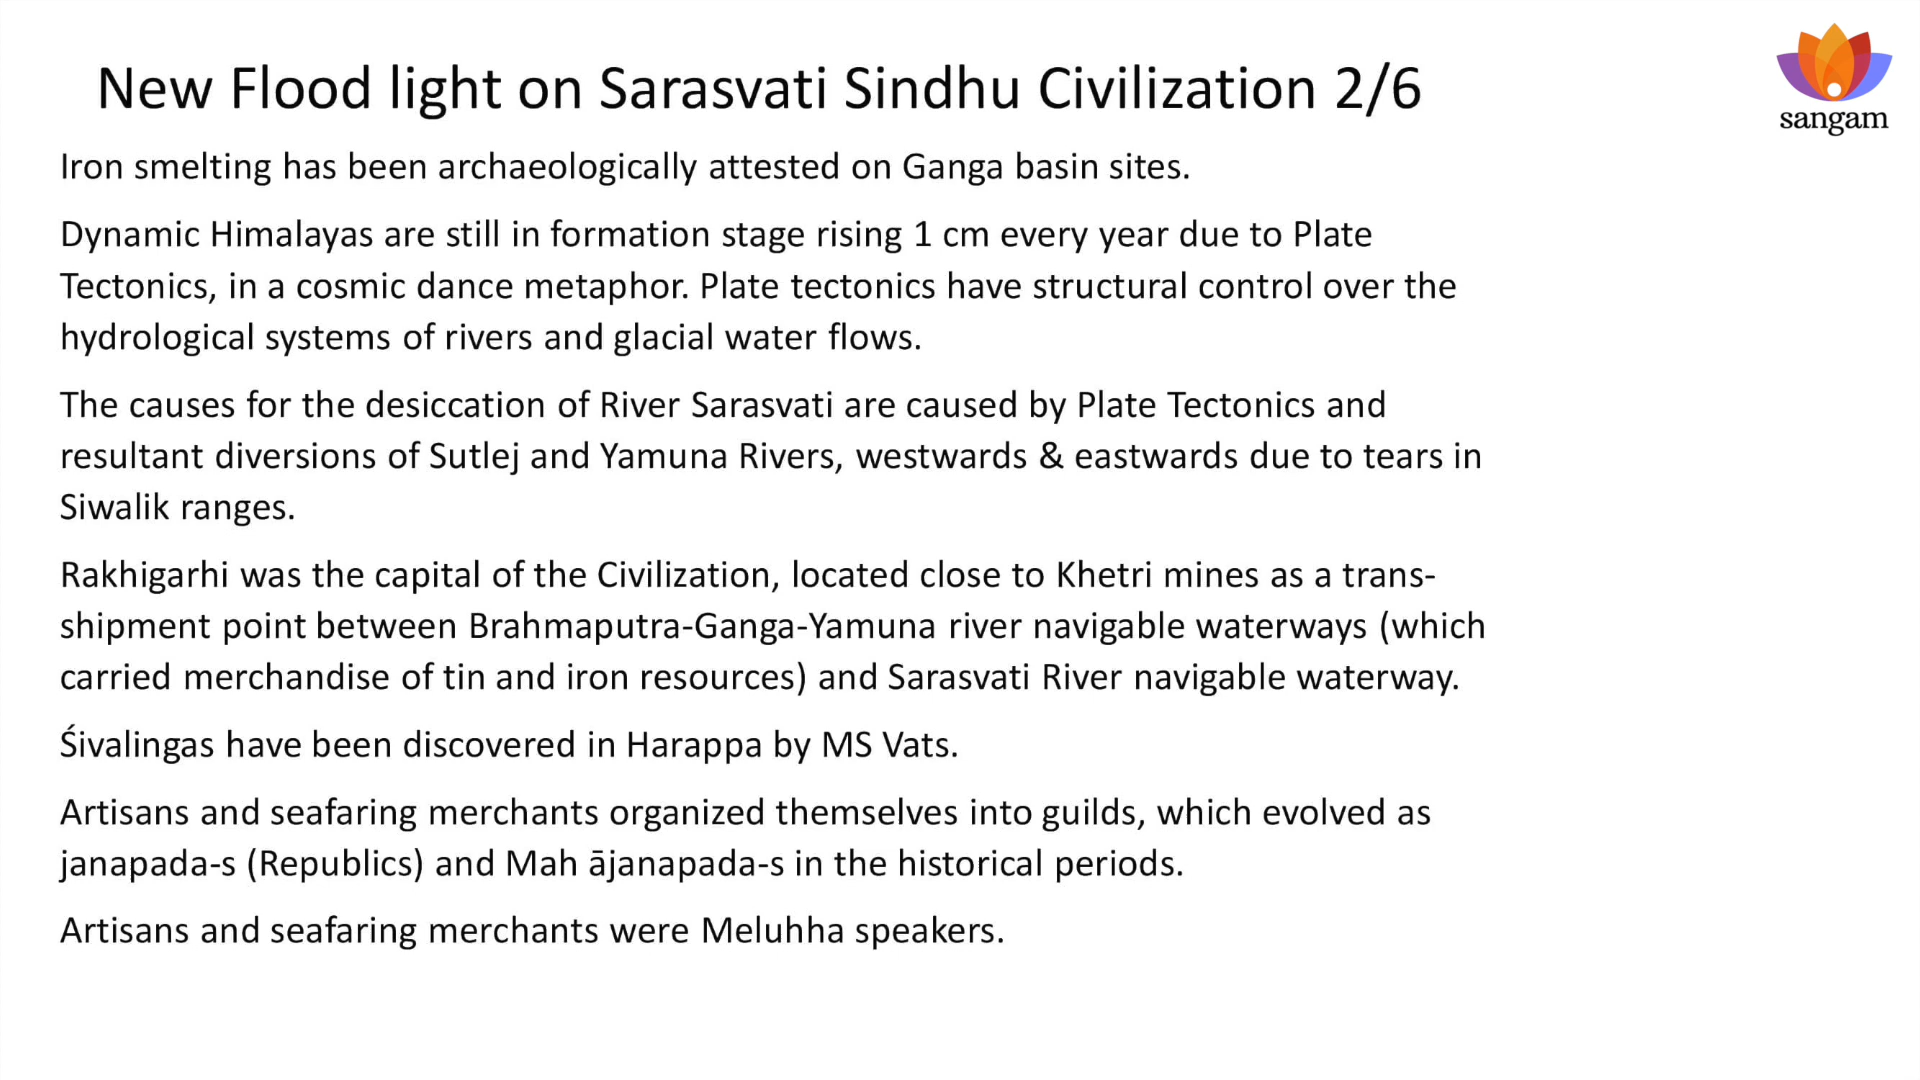 New Flood light on Sarasvati Sindhu Civilization 2/6
sangam
Iron smelting has been archaeologically attested on Ganga basin sites.
Dynamic Himalayas are still in formation stage rising 1 cm every year due to Plate
Tectonics, in a cosmic dance metaphor. Plate tectonics have structural control over the
hydrological systems of rivers and glacial water flows.
The causes for the desiccation of River Sarasvati are caused by Plate Tectonics and
resultant diversions of Sutlej and Yamuna Rivers, westwards & eastwards due to tears in
Siwalik ranges.
Rakhigarhi was the capital of the Civilization, located close to Khetri mines as a trans-
shipment point between Brahmaputra-Ganga-Yamuna river navigable waterways (which
carried merchandise of tin and iron resources) and Sarasvati River navigable waterway.
Śivalingas have been discovered in Harappa by MS Vats.
Artisans and seafaring merchants organized themselves into guilds, which evolved as
janapada-s (Republics) and Mah ājanapada-s in the historical periods.
Artisans and seafaring merchants were Meluhha speakers.